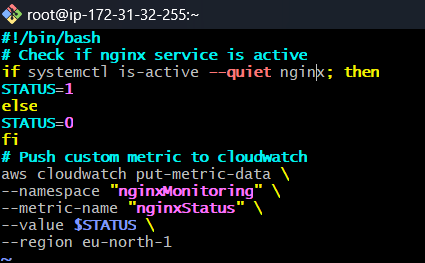 root@ip-172-31-32-255:~
#!/bin/bash
# Check if nginx service is active
if systemctl is-active --quiet nginx; then
STATUS=1
else
STATUS=0
fi
# Push custom metric to cloudwatch
aws cloudwatch put-metric-data \
--namespace "nginxMonitoring" \
--metric-name "nginxStatus" \
--value $STATUS \
--region eu-north-1
~